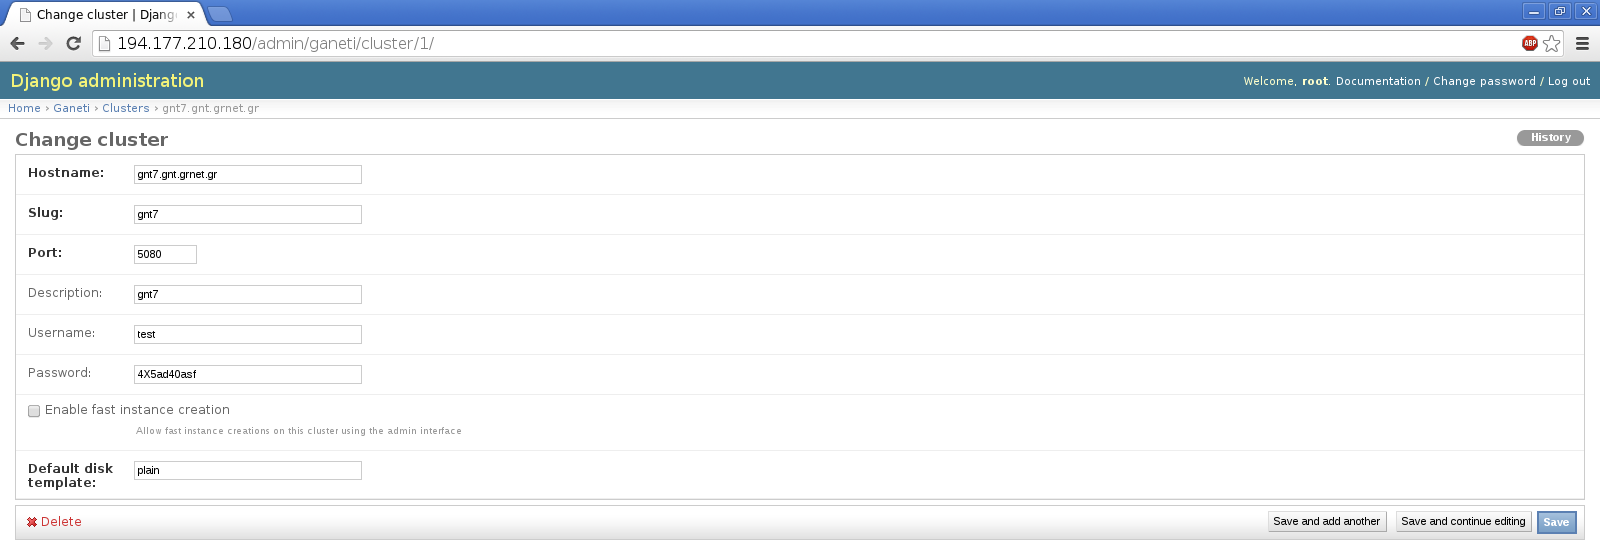 Change cluster | Djang
194.177.210.180/admin/ganeti/cluster/1/
ABP
Django administration
Welcome, root. Documentation / Change password / Log out
Home › Ganeti › Clusters › gnt7.gnt.grnet.gr
Change cluster
History
Hostname: gnt7.gnt.grnet.gr
Slug: gnt7
Port: 5080
Description: gnt7
Username: test
Password: 4X5ad40asf
Enable fast instance creation
Allow fast instance creations on this cluster using the admin interface
Default disk
template:
plain
Delete
Save and add another
Save and continue editing
Save